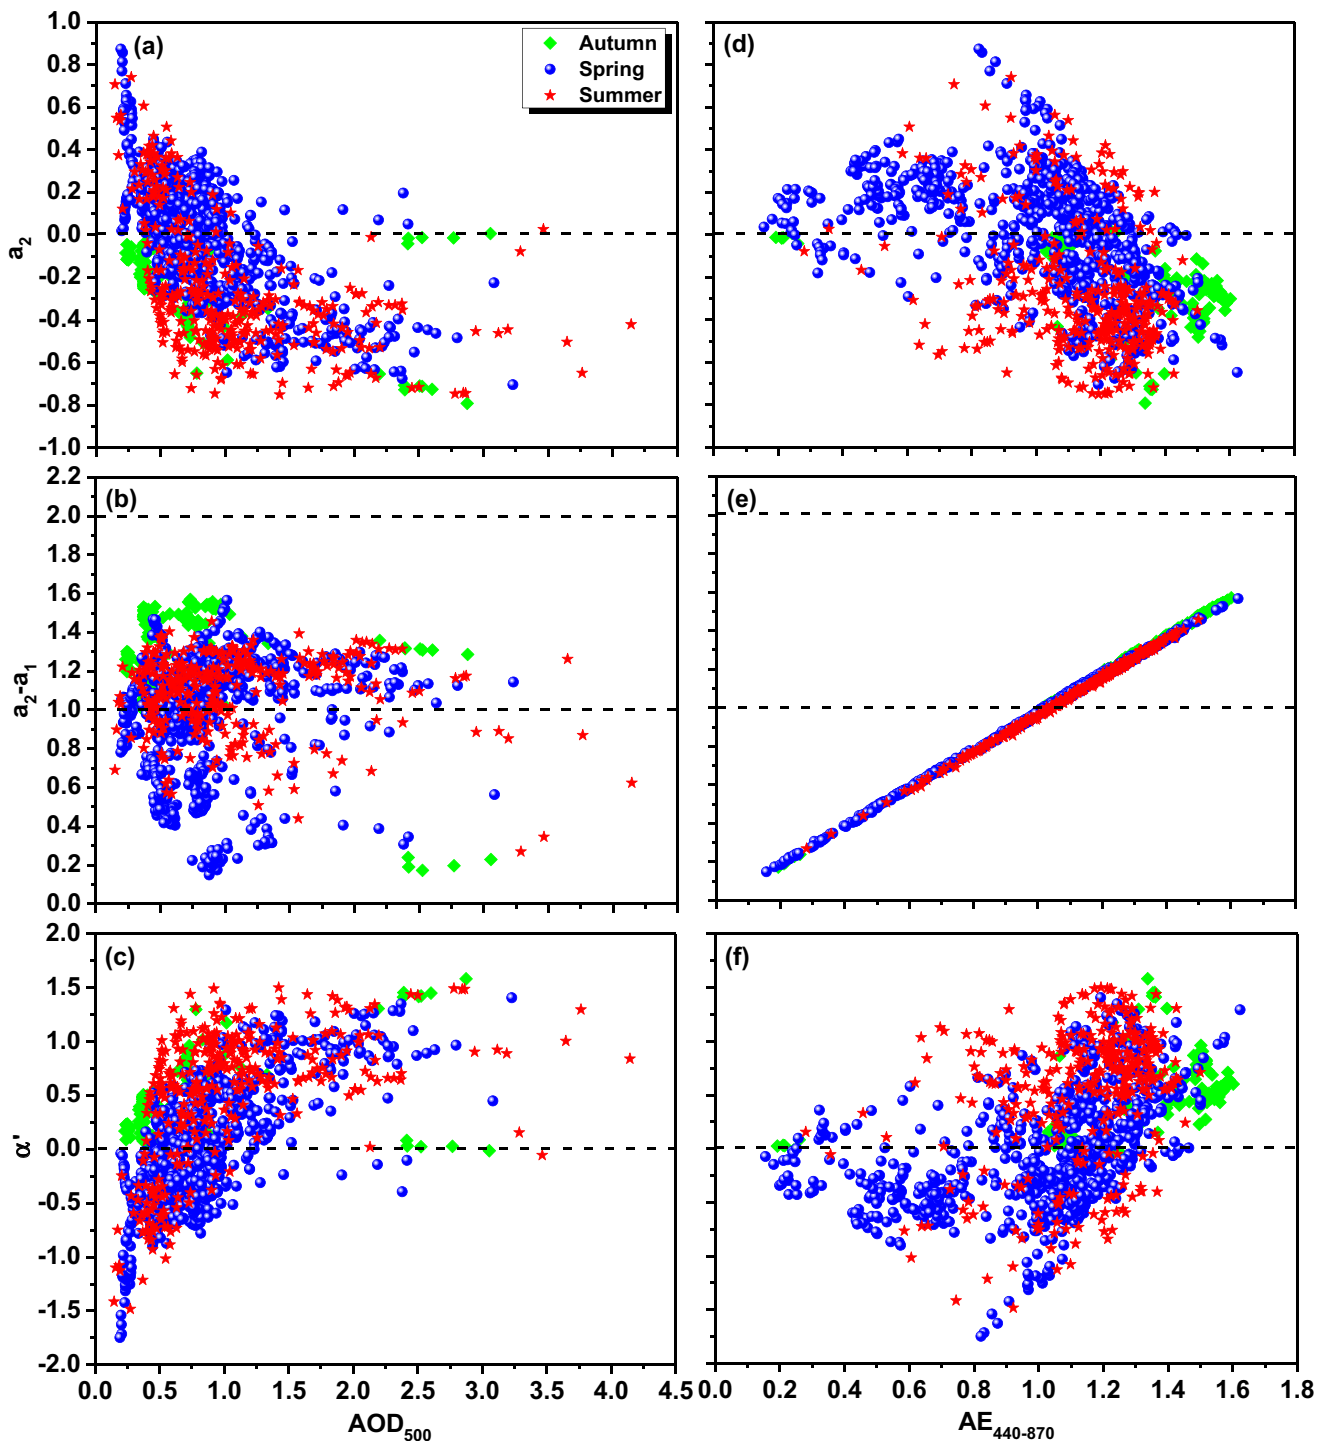 (a)
Autumn
Spring
Summer
1.0
0.8
0.6
0.4
0.2
0.0
-0.2
-0.4
-0.6
-0.8
-1.0
a2
(d)
(b)
2.2
2.0
1.8
1.6
1.4
1.2
1.0
0.8
0.6
0.4
0.2
0.0
a2-a1
(e)
(c)
2.0
1.5
1.0
0.5
0.0
-0.5
-1.0
-1.5
-2.0
α'
(f)
0.0 0.5 1.0 1.5 2.0 2.5 3.0 3.5 4.0 4.5
AOD500
0.0 0.2 0.4 0.6 0.8 1.0 1.2 1.4 1.6 1.8
AE440-870